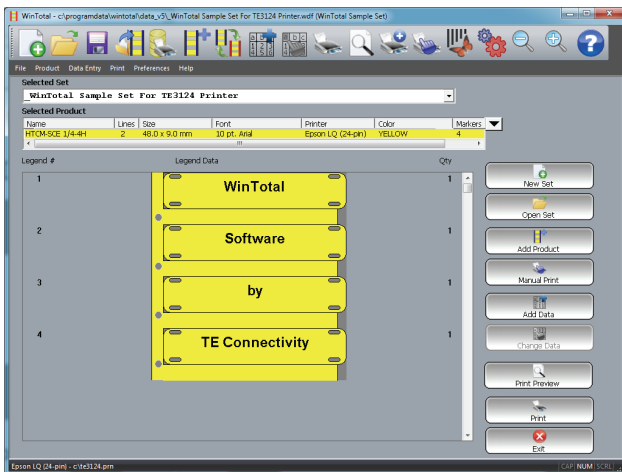 WinTotal - c:\programdata\wintotal\data_v5\_WinTotal Sample Set For TE3124 Printer.wdf (WinTotal Sample Set)
File Product Data Entry Print Preferences Help
Selected Set
_WinTotal Sample Set For TE3124 Printer
Selected Product
Name Lines Size Font Printer Color Markers
HTCM-SCE 1/4-4H 2 48.0 x 9.0 mm 10 pt. Arial Epson LQ (24-pin) YELLOW 4
Legend # Legend Data Qty
1 WinTotal 1
2 Software 1
3 by 1
4 TE Connectivity 1
New Set
Open Set
Add Product
Manual Print
Add Data
Change Data
Print Preview
Print
Exit
Epson LQ (24-pin) - c:\te3124.prn CAP NUM SCRL